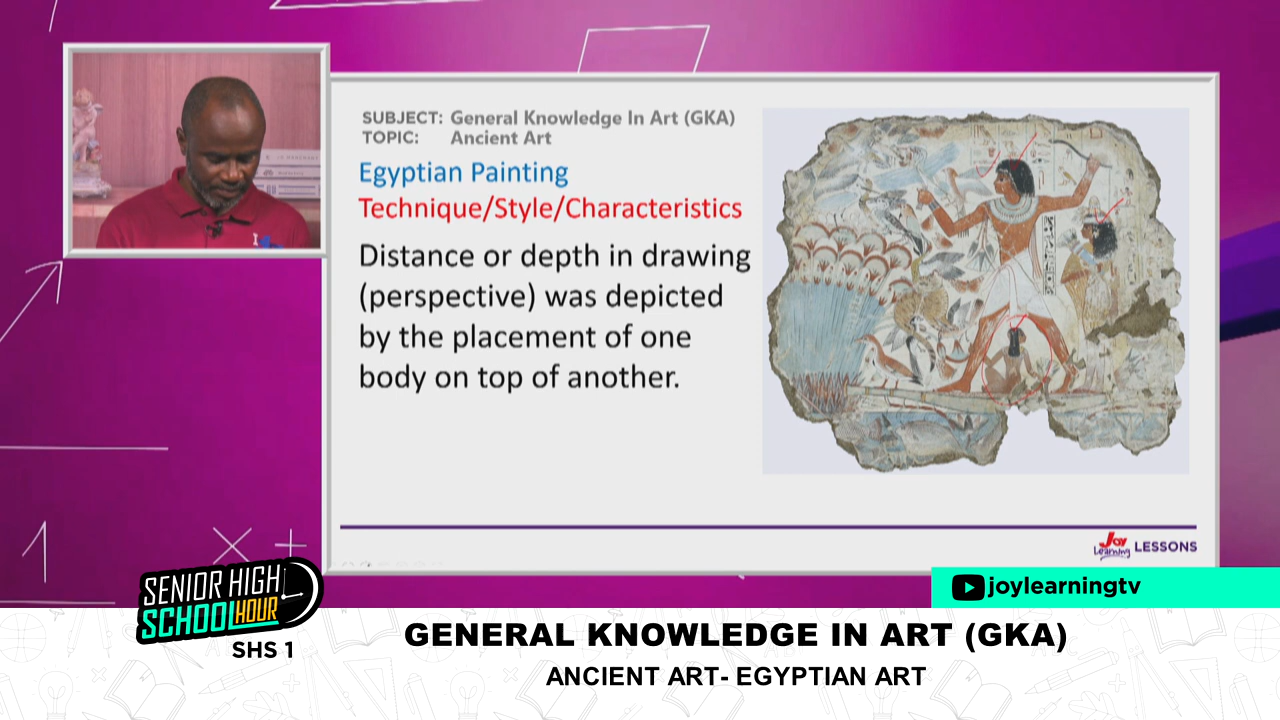 SUBJECT: General Knowledge In Art (GKA)
TOPIC: Ancient Art
Egyptian Painting
Technique/Style/Characteristics
Distance or depth in drawing
(perspective) was depicted
by the placement of one
body on top of another.
Joy Learning LESSONS
joylearningtv
SENIOR HIGH
SCHOOL HOUR
SHS 1
GENERAL KNOWLEDGE IN ART (GKA)
ANCIENT ART- EGYPTIAN ART